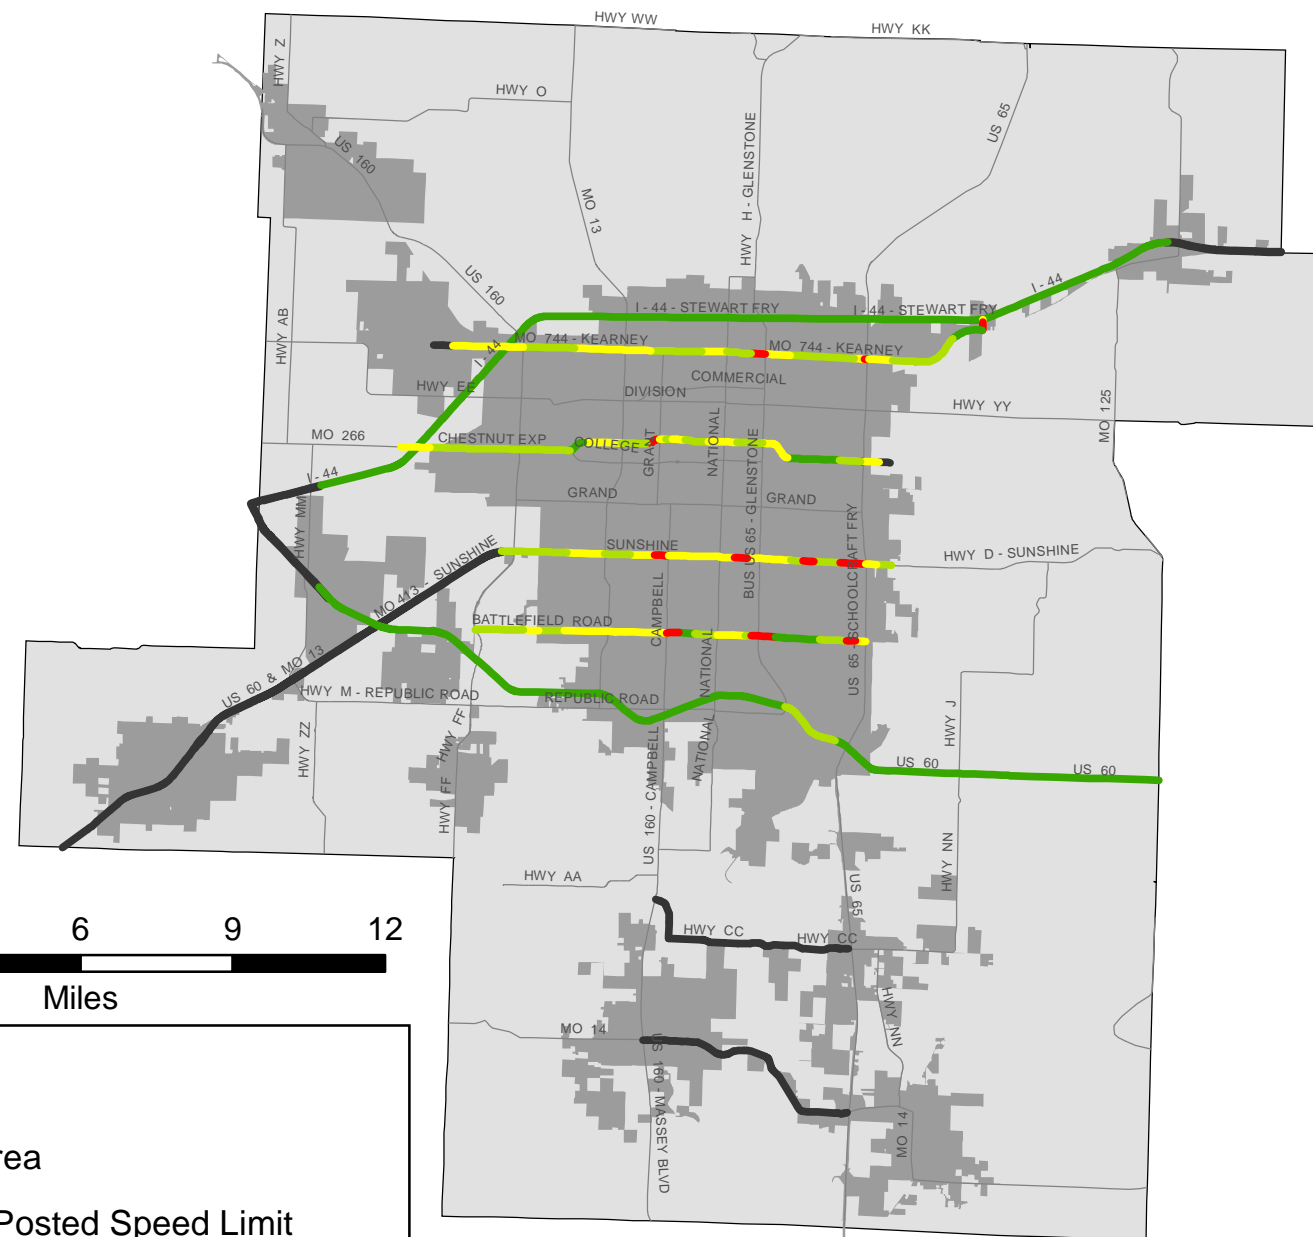 HWY WW
HWY KK
HWY Z
HWY O
US 65
US 160
HWY H - GLENSTONE
MO 13
US 160
I - 44
I - 44 - STEWART FRY
I - 44 - STEWART FRY
HWY AB
MO 744 - KEARNEY
MO 744 - KEARNEY
I - 44
COMMERCIAL
HWY EE
DIVISION
HWY YY
MO 125
MO 266
CHESTNUT EXP
COLLEGE
GRANT
NATIONAL
BUS US 65 - GLENSTONE
I - 44
GRAND
GRAND
HWY MM
SUNSHINE
MO 413 - SUNSHINE
HWY D - SUNSHINE
US 65 - SCHOOLCRAFT FRY
CAMPBELL
BATTLEFIELD ROAD
NATIONAL
US 60 & MO 13
HWY M - REPUBLIC ROAD
REPUBLIC ROAD
HWY FF
HWY ZZ
NATIONAL
HWY J
US 60
US 60
HWY FF
US 160 - CAMPBELL
HWY NN
HWY AA
US 65
6 9 12
Miles
HWY CC
HWY CC
HWY NN
MO 14
US 160 - MASSEY BLVD
MO 14
rea
Posted Speed Limit